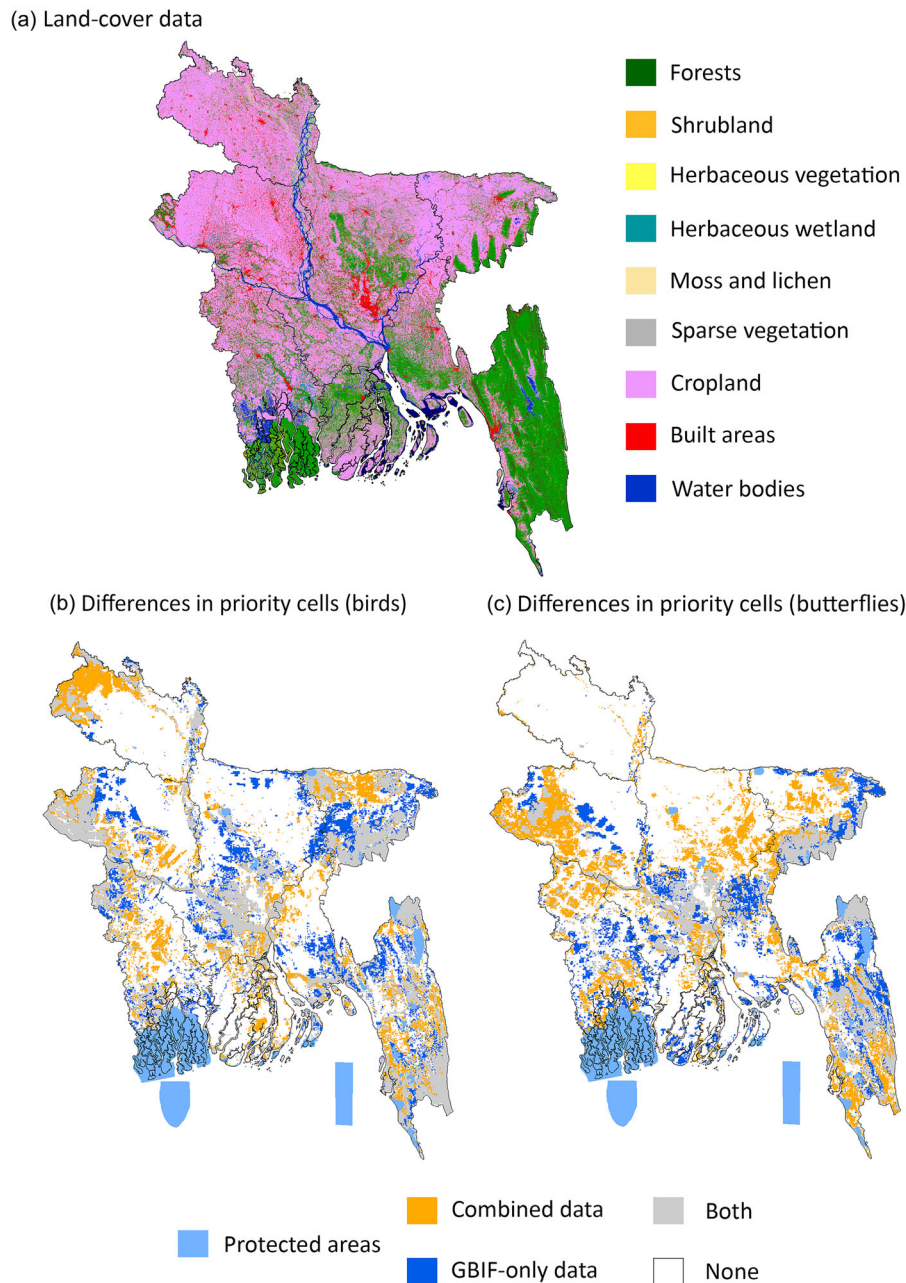 (a) Land-cover data
Forests
Shrubland
Herbaceous vegetation
Herbaceous wetland
Moss and lichen
Sparse vegetation
Cropland
Built areas
Water bodies
(b) Differences in priority cells (birds)
(c) Differences in priority cells (butterflies)
Protected areas
Combined data
GBIF-only data
Both
None